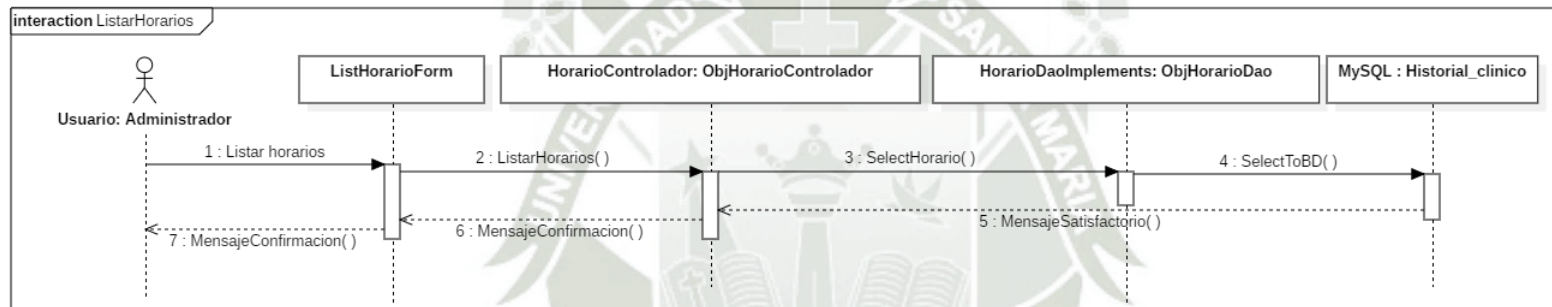 interaction ListarHorarios
ListHorarioForm
HorarioControlador: ObjHorarioControlador
HorarioDaoImplements: ObjHorarioDao
MySQL : Historial_clinico
Usuario: Administrador
1 : Listar horarios
2 : ListarHorarios( )
3 : SelectHorario( )
4 : SelectToBD( )
5 : MensajeSatisfactorio( )
6 : MensajeConfirmacion( )
7 : MensajeConfirmacion( )